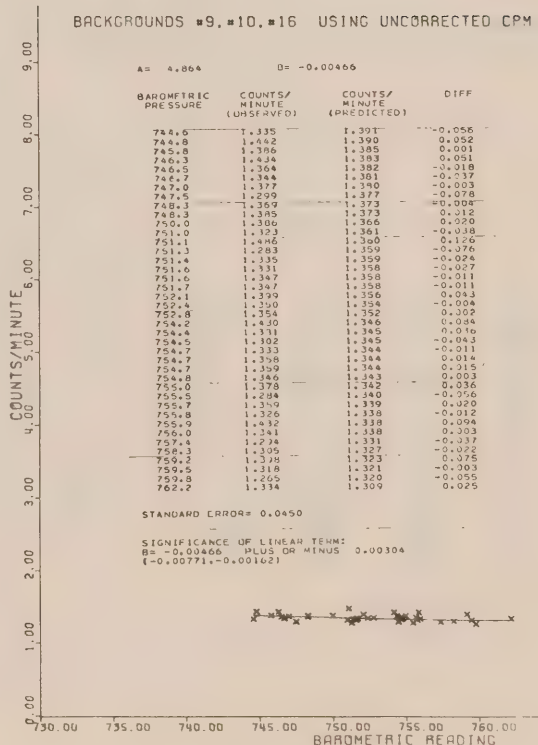 BACKGROUNDS #9.#10.#16 USING UNCORRECTED CPM
A= 4.864 B= -0.00466
BAROMETRIC PRESSURE COUNTS/MINUTE (OBSERVED) COUNTS/MINUTE (PREDICTED) DIFF
744.6 1.335 1.391 -0.056
744.8 1.442 1.390 0.052
745.8 1.386 1.385 0.001
746.3 1.434 1.383 0.051
746.5 1.364 1.382 -0.018
746.7 1.344 1.381 -0.037
747.0 1.377 1.380 -0.003
747.5 1.299 1.377 -0.078
748.3 1.369 1.373 -0.004
748.3 1.385 1.373 0.012
750.0 1.386 1.366 0.020
751.0 1.323 1.361 -0.038
751.1 1.486 1.360 0.126
751.3 1.283 1.359 -0.076
751.4 1.335 1.359 -0.024
751.6 1.331 1.358 -0.027
751.6 1.347 1.358 -0.011
751.7 1.347 1.358 -0.011
752.1 1.399 1.356 0.043
752.4 1.350 1.354 -0.004
752.8 1.354 1.352 0.002
754.2 1.430 1.346 0.084
754.4 1.331 1.345
754.5 1.302 1.345 -0.043
754.7 1.333 1.344 -0.011
754.7 1.358 1.344 0.014
754.7 1.359 1.344 0.015
754.8 1.346 1.343 0.003
755.0 1.378 1.342 0.036
755.5 1.284 1.340 -0.056
755.7 1.359 1.339 0.020
755.8 1.326 1.338 -0.012
755.9 1.432 1.338 0.094
756.0 1.341 1.338 0.003
757.4 1.294 1.331 -0.037
758.3 1.305 1.327 -0.022
759.2 1.398 1.323 0.075
759.5 1.318 1.321 -0.003
759.8 1.265 1.320 -0.055
762.2 1.334 1.309 0.025
STANDARD ERROR= 0.0450
SIGNIFICANCE OF LINEAR TERM:
B= -0.00466 PLUS OR MINUS 0.00304
(-0.00771,-0.00162)
COUNTS/MINUTE
9.00
8.00
7.00
6.00
5.00
4.00
3.00
2.00
1.00
0.00
730.00 735.00 740.00 745.00 750.00 755.00 760.00
BAROMETRIC READING